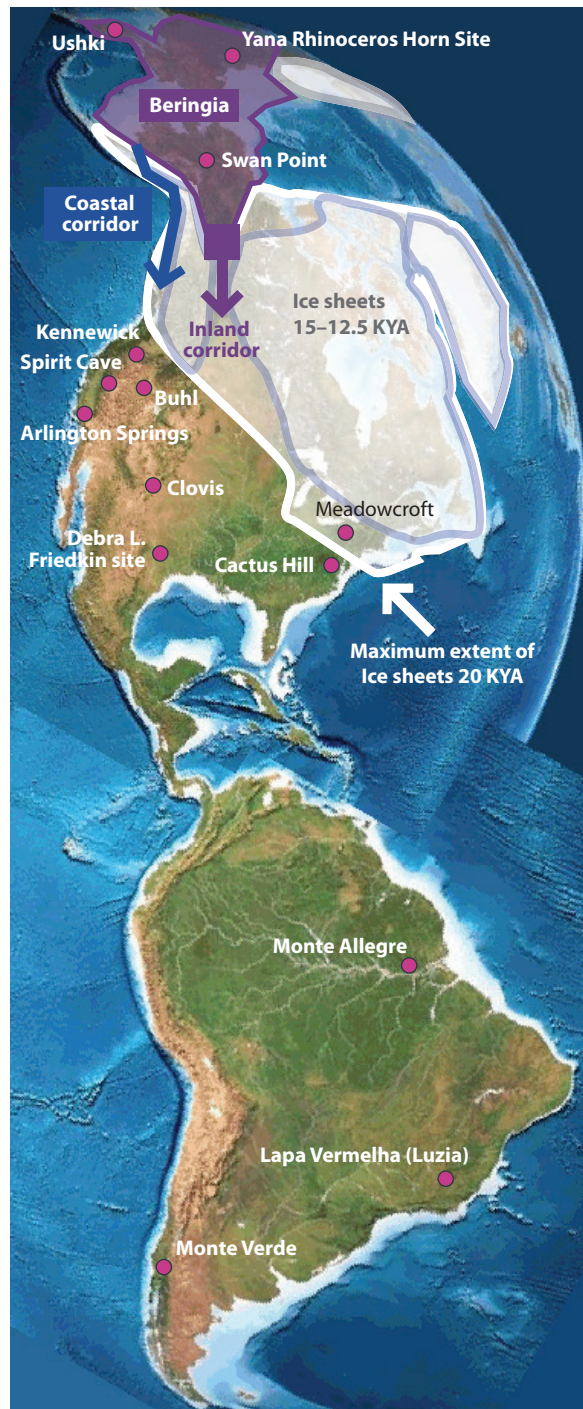 Ushki
Yana Rhinoceros Horn Site
Beringia
Swan Point
Coastal
corridor
Ice sheets
15–12.5 KYA
Inland
corridor
Kennewick
Spirit Cave
Buhl
Arlington Springs
Clovis
Meadowcroft
Debra L.
Friedkin site
Cactus Hill
Maximum extent of
Ice sheets 20 KYA
Monte Allegre
Lapa Vermelha (Luzia)
Monte Verde